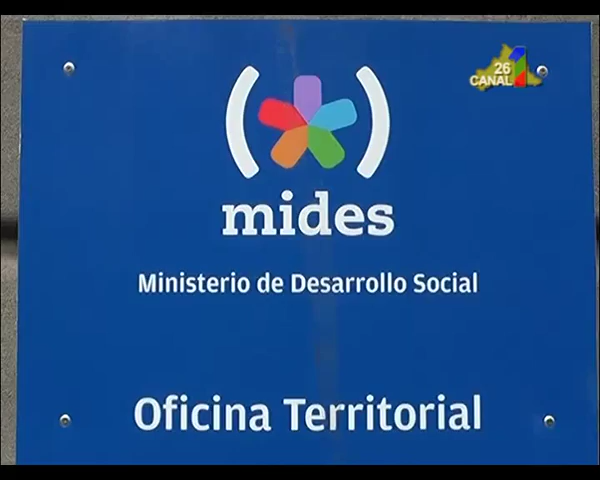 26
CANAL
mides
Ministerio de Desarrollo Social
Oficina Territorial